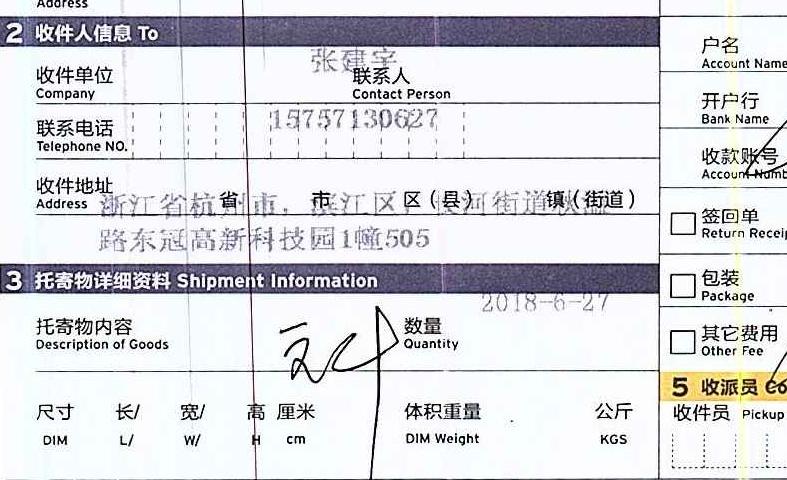 Address
2 收件人信息 To
张建宇
收件单位 联系人
Company Contact Person
联系电话 15757130627
Telephone NO.
收件地址 省 市 区(县) 镇(街道)
Address 浙江省杭州市，滨江区，长河街道秋溢
路东冠高新科技园1幢505
3 托寄物详细资料 Shipment Information
2018-6-27
托寄物内容 数量
Description of Goods Quantity
尺寸 长/ 宽/ 高 厘米 体积重量 公斤
DIM L/ W/ H cm DIM Weight KGS
户名
Account Name
开户行
Bank Name
收款账号
Account Numb
签回单
Return Receip
包装
Package
其它费用
Other Fee
5 收派员 Co
收件员 Pickup